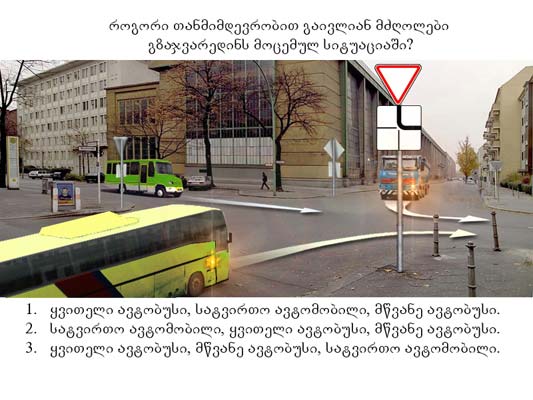 როგორი თანმიმდევრობით გაივლიან მძღოლები
გზაჯვარედინს მოცემულ სიტუაციაში?
1. ყვითელი ავტობუსი, სატვირთო ავტომობილი, მწვანე ავტობუსი.
2. სატვირთო ავტომობილი, ყვითელი ავტობუსი, მწვანე ავტობუსი.
3. ყვითელი ავტობუსი, მწვანე ავტობუსი, სატვირთო ავტომობილი.